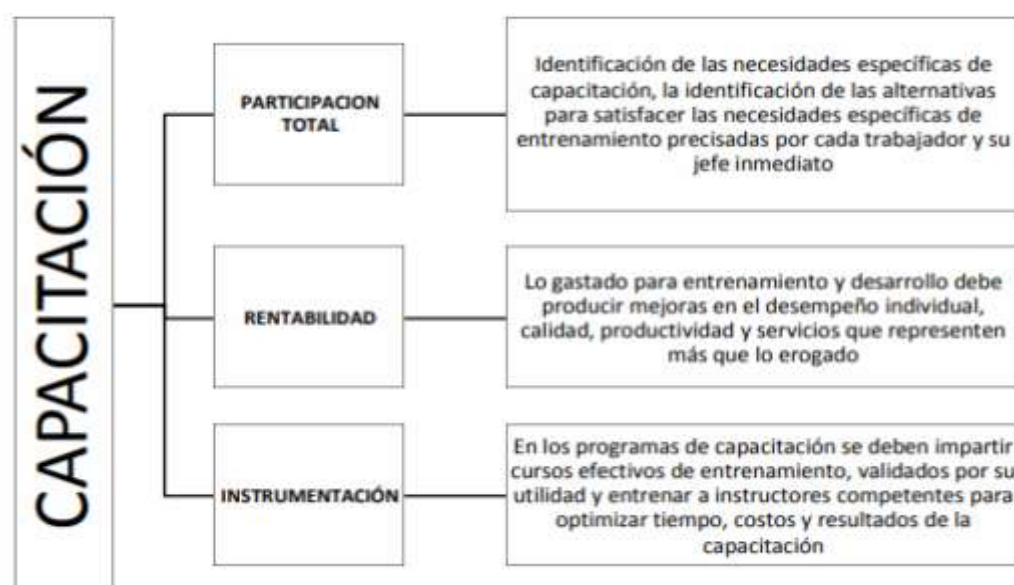 CAPACITACIÓN
PARTICIPACION
TOTAL
Identificación de las necesidades específicas de
capacitación, la identificación de las alternativas
para satisfacer las necesidades específicas de
entrenamiento precisadas por cada trabajador y su
jefe inmediato
RENTABILIDAD
Lo gastado para entrenamiento y desarrollo debe
producir mejoras en el desempeño individual,
calidad, productividad y servicios que representen
más que lo erogado
INSTRUMENTACIÓN
En los programas de capacitación se deben impartir
cursos efectivos de entrenamiento, validados por su
utilidad y entrenar a instructores competentes para
optimizar tiempo, costos y resultados de la
capacitación